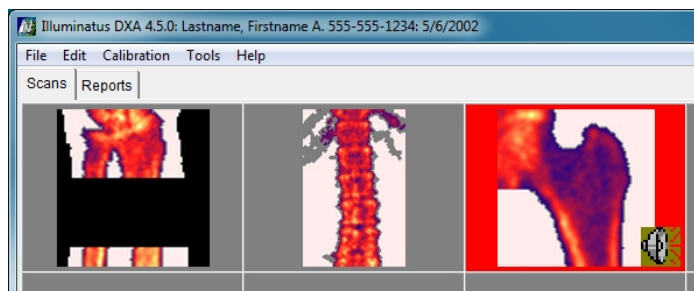 Illuminatus DXA 4.5.0: Lastname, Firstname A. 555-555-1234: 5/6/2002
File Edit Calibration Tools Help
Scans Reports